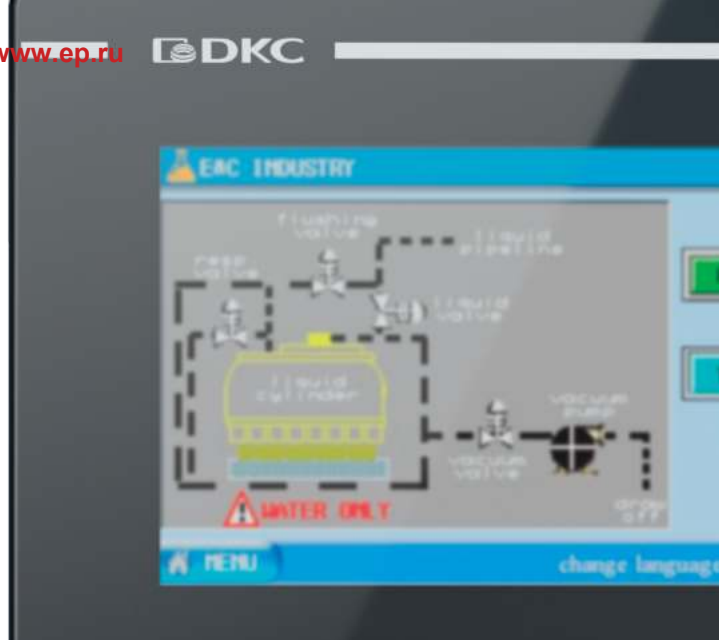 www.ep.ru
DKC
EAC INDUSTRY
flushing
valve
liquid
pipeline
resp.
valve
liquid
valve
liquid
cylinder
vacuum
pump
vacuum
valve
WATER ONLY
draw
off
MENU
change language